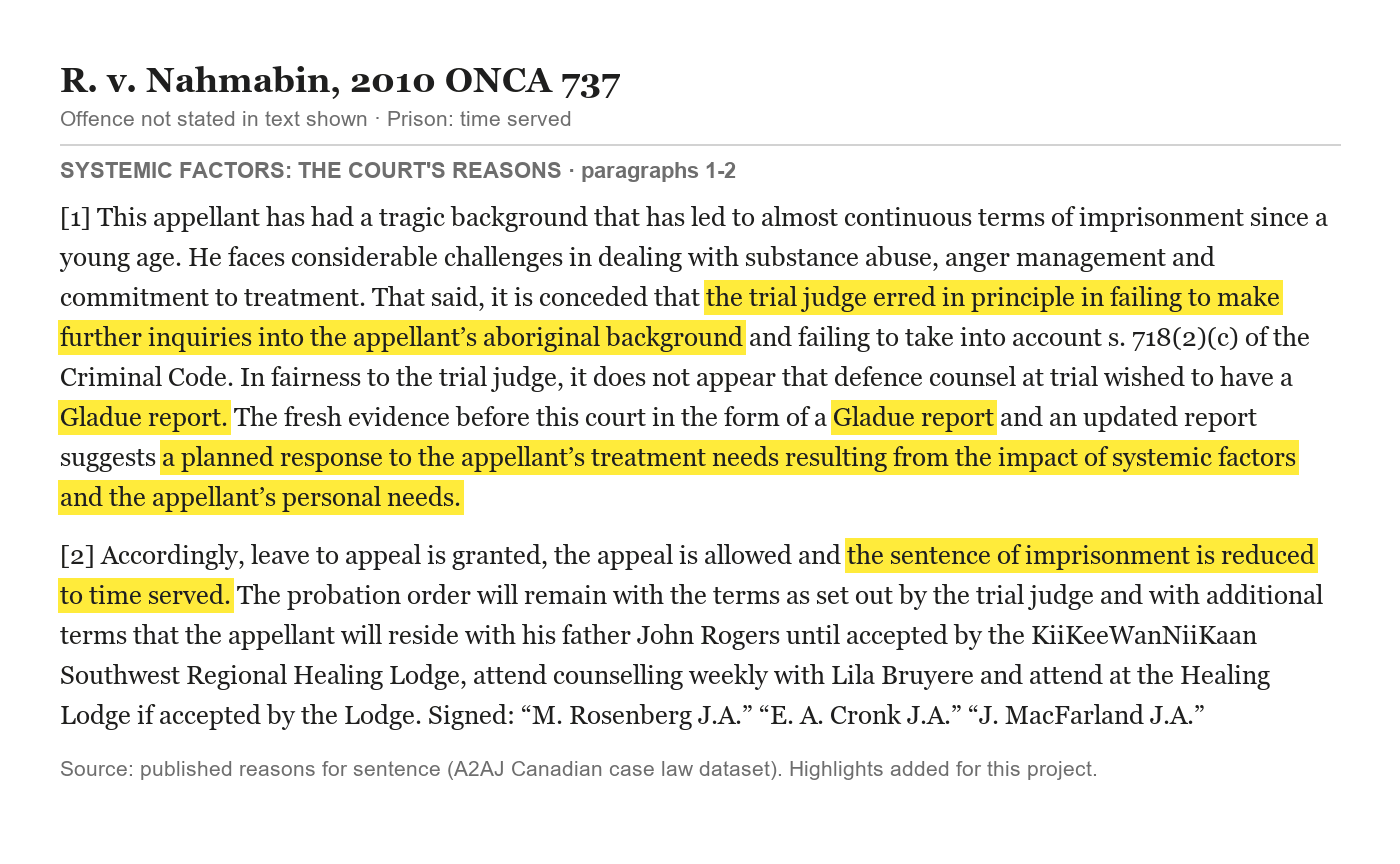 R. v. Nahmabin, 2010 ONCA 737
Offence not stated in text shown · Prison: time served
SYSTEMIC FACTORS: THE COURT'S REASONS · paragraphs 1-2
[1] This appellant has had a tragic background that has led to almost continuous terms of imprisonment since a
young age. He faces considerable challenges in dealing with substance abuse, anger management and
commitment to treatment. That said, it is conceded that the trial judge erred in principle in failing to make
further inquiries into the appellant’s aboriginal background and failing to take into account s. 718(2)(c) of the
Criminal Code. In fairness to the trial judge, it does not appear that defence counsel at trial wished to have a
Gladue report. The fresh evidence before this court in the form of a Gladue report and an updated report
suggests a planned response to the appellant’s treatment needs resulting from the impact of systemic factors
and the appellant’s personal needs.
[2] Accordingly, leave to appeal is granted, the appeal is allowed and the sentence of imprisonment is reduced
to time served. The probation order will remain with the terms as set out by the trial judge and with additional
terms that the appellant will reside with his father John Rogers until accepted by the KiiKeeWanNiiKaan
Southwest Regional Healing Lodge, attend counselling weekly with Lila Bruyere and attend at the Healing
Lodge if accepted by the Lodge. Signed: “M. Rosenberg J.A.” “E. A. Cronk J.A.” “J. MacFarland J.A.”
Source: published reasons for sentence (A2AJ Canadian case law dataset). Highlights added for this project.